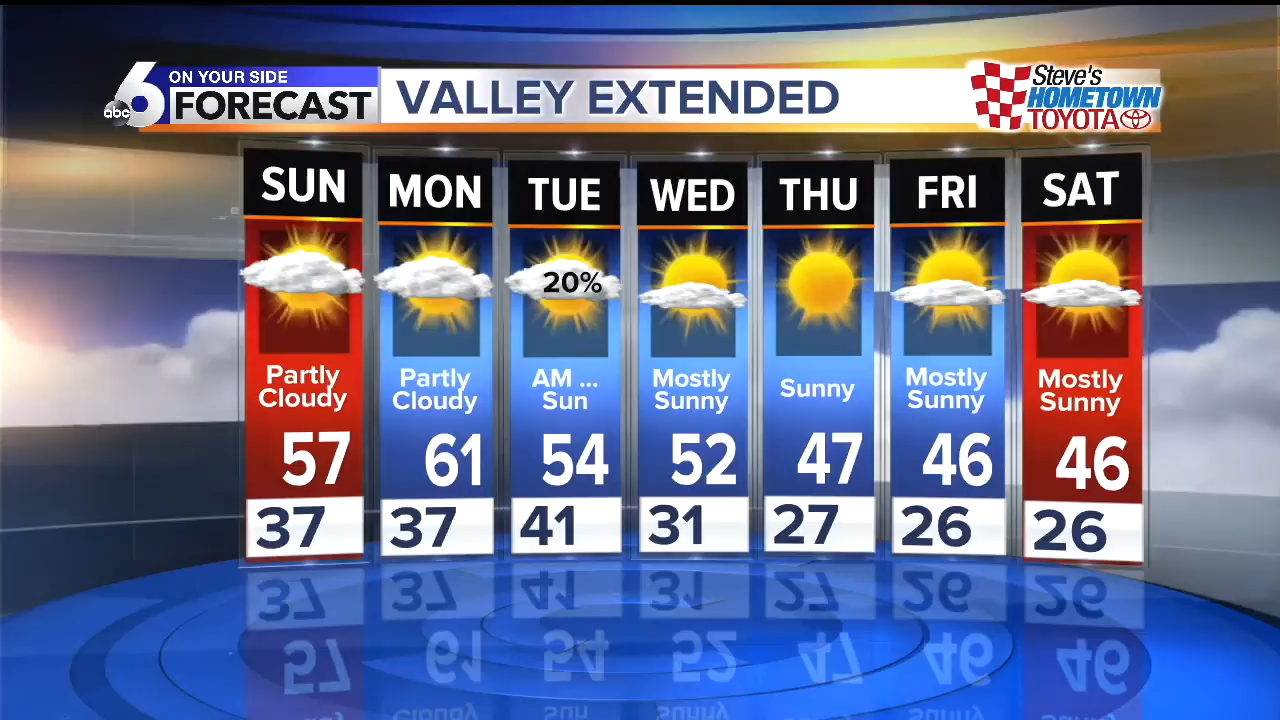 abc 6
ON YOUR SIDE
FORECAST
VALLEY EXTENDED
Steve's
HOMETOWN
TOYOTA
SUN
MON
TUE
WED
THU
FRI
SAT
20%
Partly
Cloudy
Partly
Cloudy
AM ...
Sun
Mostly
Sunny
Sunny
Mostly
Sunny
Mostly
Sunny
57
61
54
52
47
46
46
37
37
41
31
27
26
26